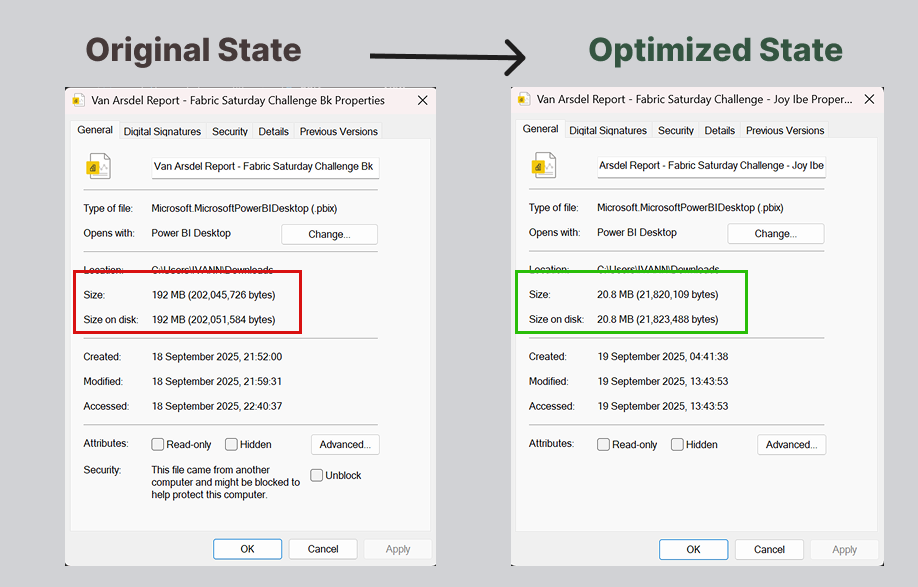 Original State
Optimized State
Van Arsdel Report - Fabric Saturday Challenge Bk Properties
General Digital Signatures Security Details Previous Versions
Van Arsdel Report - Fabric Saturday Challenge Bk
Type of file: Microsoft.MicrosoftPowerBIDesktop (.pbix)
Opens with: Power BI Desktop Change...
Location: C:\Users\IVANN\Downloads
Size: 192 MB (202,045,726 bytes)
Size on disk: 192 MB (202,051,584 bytes)
Created: 18 September 2025, 21:52:00
Modified: 18 September 2025, 21:59:31
Accessed: 18 September 2025, 22:40:37
Attributes: Read-only Hidden Advanced...
Security: This file came from another
computer and might be blocked to
help protect this computer.
Unblock
OK Cancel Apply
Van Arsdel Report - Fabric Saturday Challenge - Joy Ibe Proper...
General Digital Signatures Security Details Previous Versions
Arsdel Report - Fabric Saturday Challenge - Joy Ibe
Type of file: Microsoft.MicrosoftPowerBIDesktop (.pbix)
Opens with: Power BI Desktop Change...
Location: C:\Users\IVANN\Downloads
Size: 20.8 MB (21,820,109 bytes)
Size on disk: 20.8 MB (21,823,488 bytes)
Created: 19 September 2025, 04:41:38
Modified: 19 September 2025, 13:43:53
Accessed: 19 September 2025, 13:43:53
Attributes: Read-only Hidden Advanced...
OK Cancel Apply